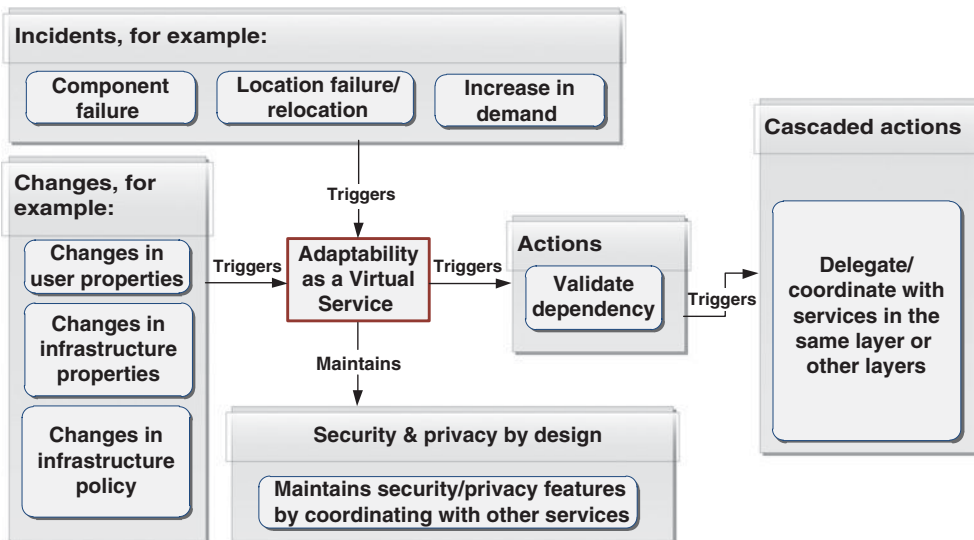 Incidents, for example:
Component
failure
Location failure/
relocation
Increase in
demand
Triggers
Changes, for
example:
Changes in
user properties
Changes in
infrastructure
properties
Changes in
infrastructure
policy
Triggers
Adaptability
as a Virtual
Service
Triggers
Actions
Validate
dependency
Triggers
Cascaded actions
Delegate/
coordinate with
services in the
same layer or
other layers
Maintains
Security & privacy by design
Maintains security/privacy features
by coordinating with other services